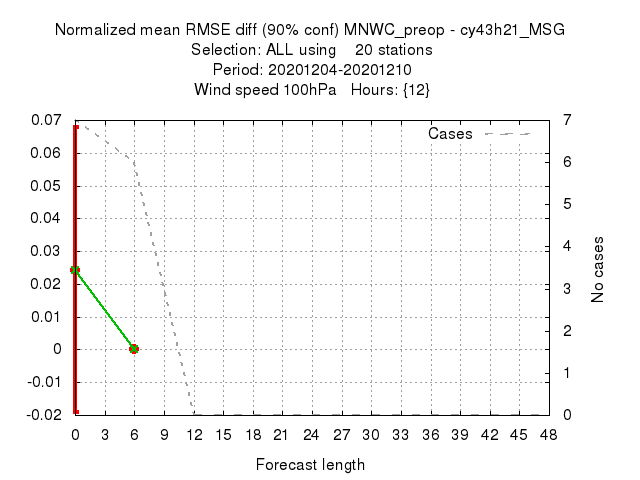 Normalized mean RMSE diff (90% conf) MNWC_preop - cy43h21_MSG
Selection: ALL using    20 stations
Period: 20201204-20201210
Wind speed 100hPa   Hours: {12}
Cases
0.07
0.06
0.05
0.04
0.03
0.02
0.01
0
-0.01
-0.02
7
6
5
4
3
2
1
0
No cases
0 3 6 9 12 15 18 21 24 27 30 33 36 39 42 45 48
Forecast length